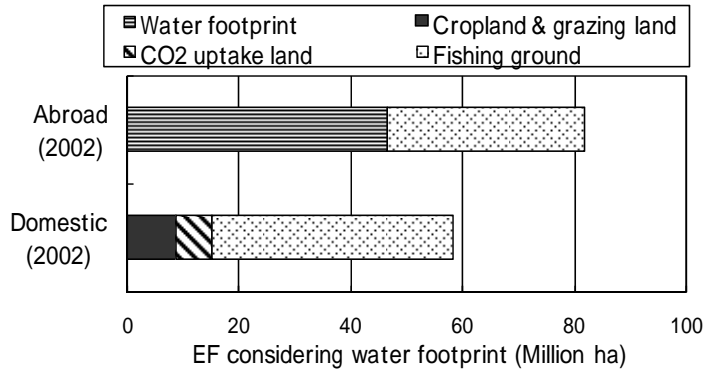 Water footprint Cropland & grazing land
CO2 uptake land Fishing ground
Abroad
(2002)
Domestic
(2002)
0 20 40 60 80 100
EF considering water footprint (Million ha)